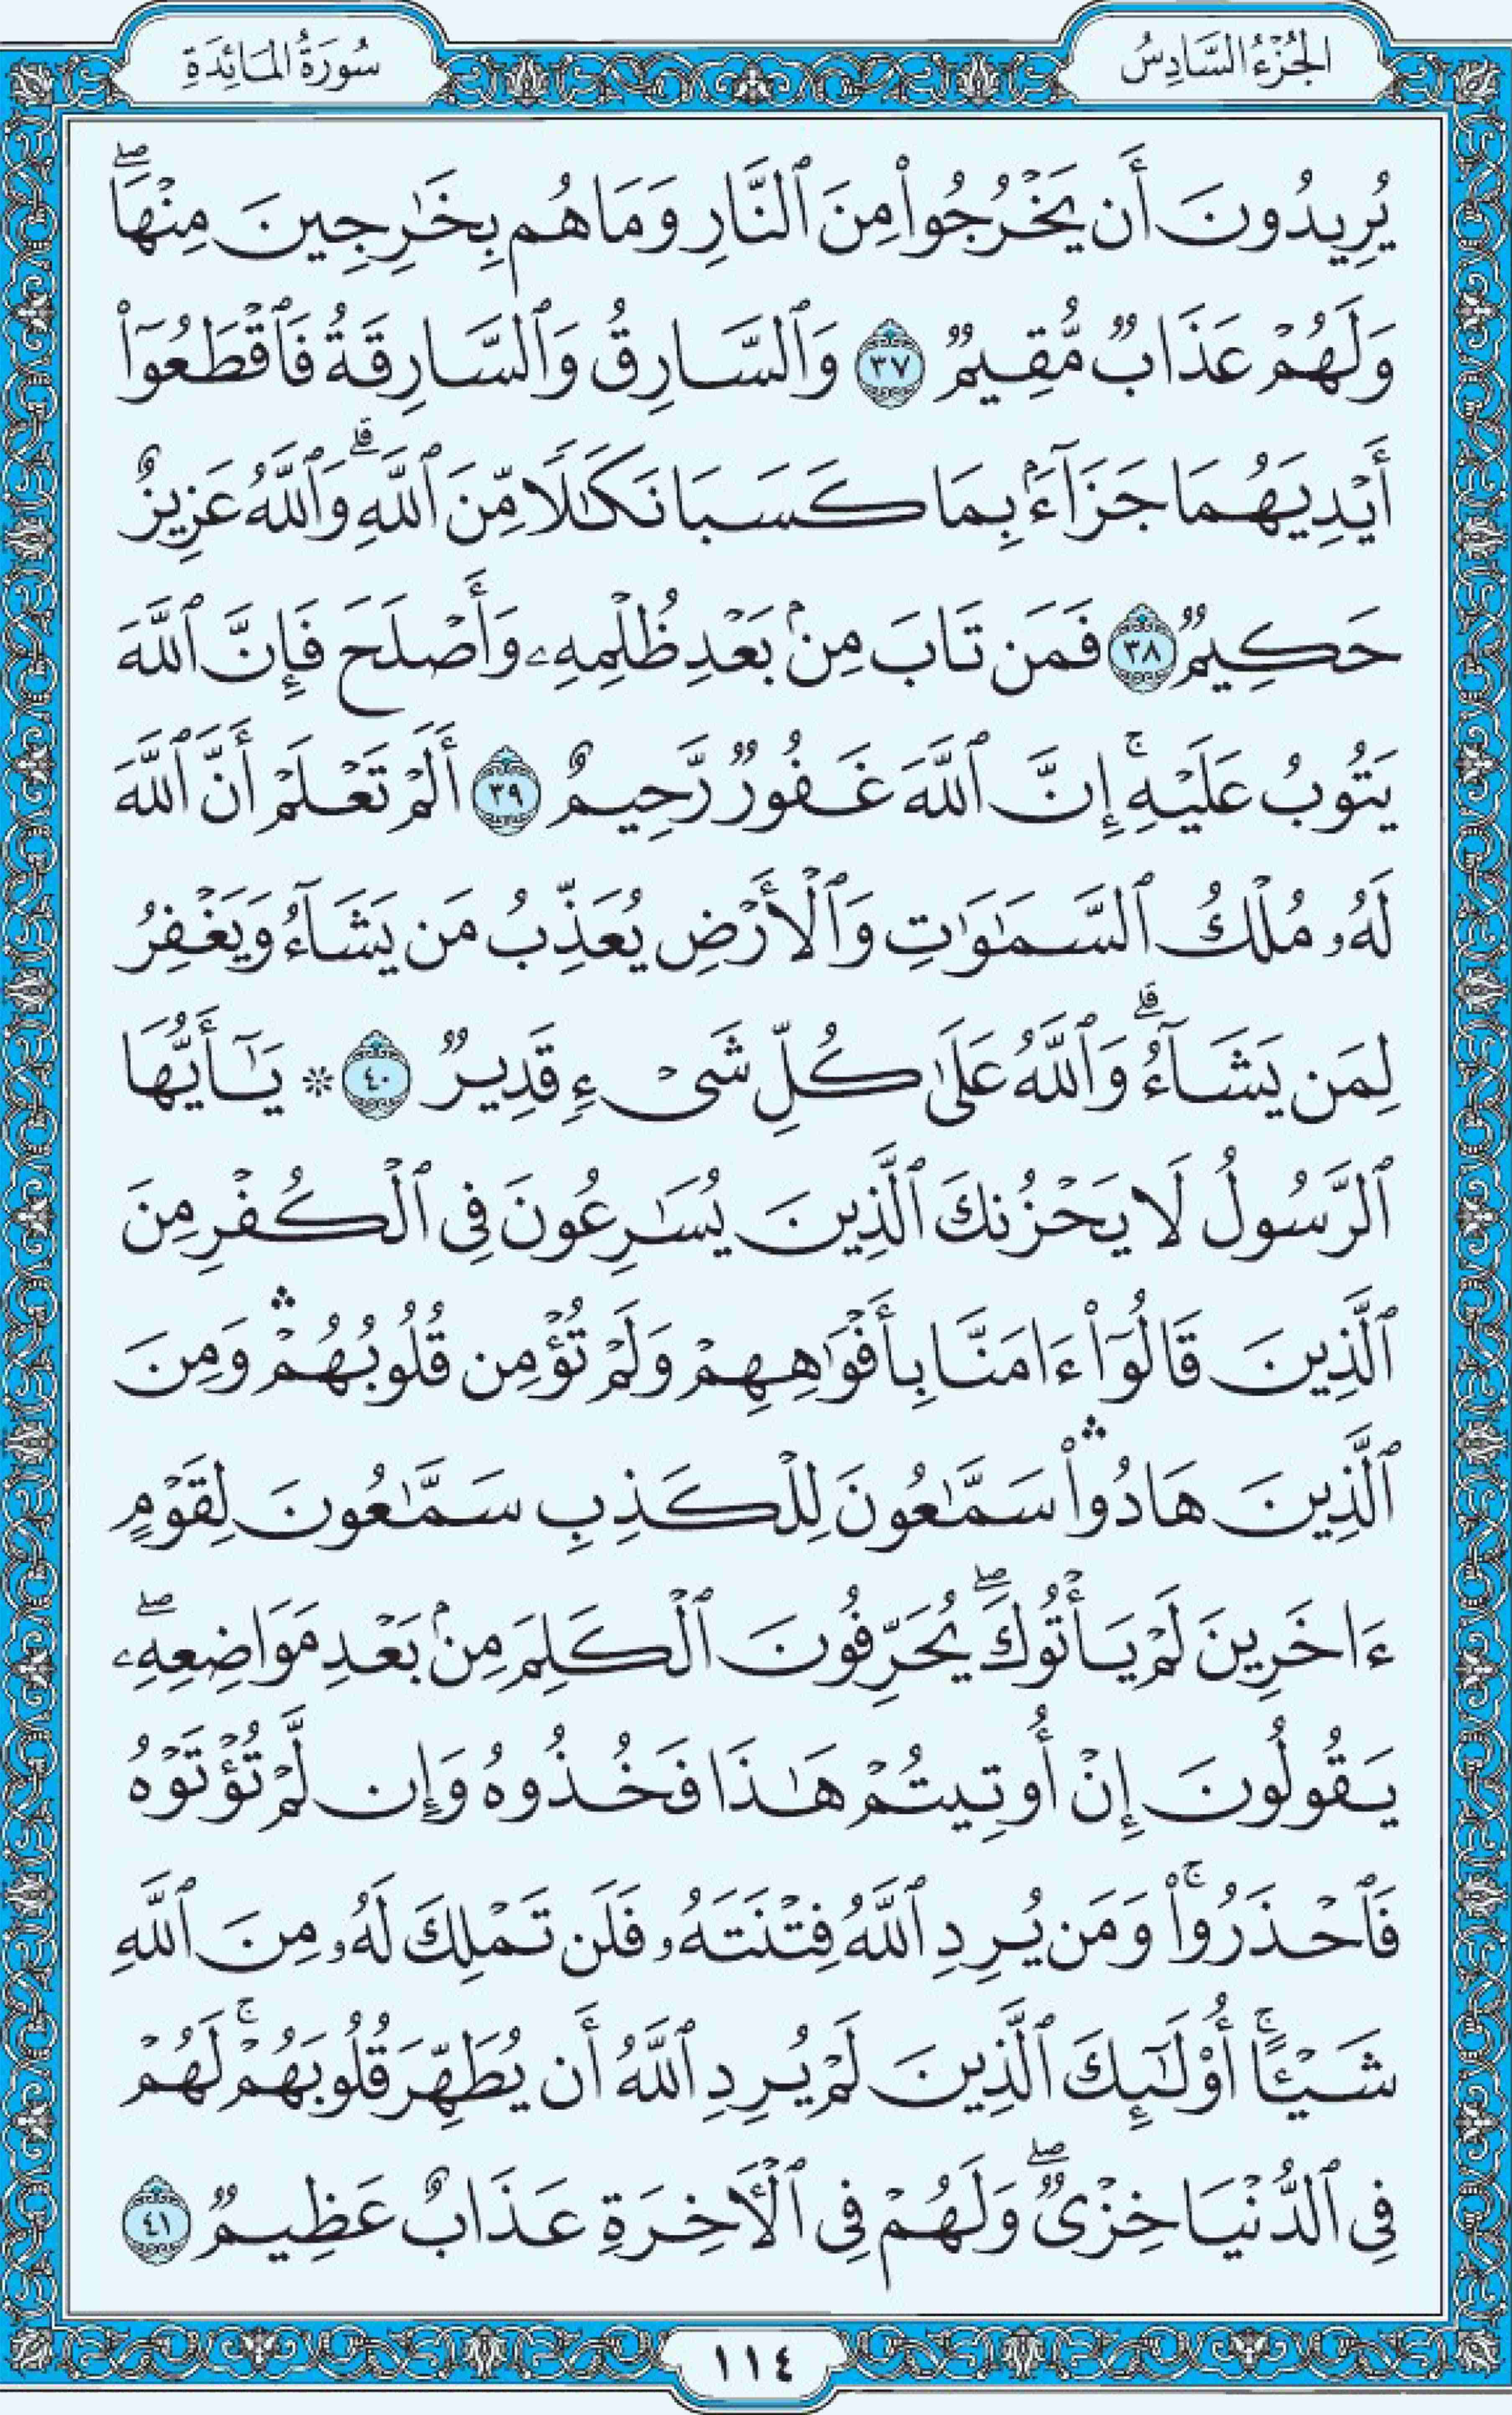 الجُزْءُ السَّادِسُ
سُورَةُ المَائِدَةِ
يُرِيدُونَ أَن يَخۡرُجُواْ مِنَ ٱلنَّارِ وَمَا هُم بِخَٰرِجِينَ مِنۡهَاۖ
وَلَهُمۡ عَذَابٞ مُّقِيمٞ ٣٧ وَٱلسَّارِقُ وَٱلسَّارِقَةُ فَٱقۡطَعُوٓاْ
أَيۡدِيَهُمَا جَزَآءَۢ بِمَا كَسَبَا نَكَٰلٗا مِّنَ ٱللَّهِۗ وَٱللَّهُ عَزِيزٌ
حَكِيمٞ ٣٨ فَمَن تَابَ مِنۢ بَعۡدِ ظُلۡمِهِۦ وَأَصۡلَحَ فَإِنَّ ٱللَّهَ
يَتُوبُ عَلَيۡهِۚ إِنَّ ٱللَّهَ غَفُورٞ رَّحِيمٌ ٣٩ أَلَمۡ تَعۡلَمۡ أَنَّ ٱللَّهَ
لَهُۥ مُلۡكُ ٱلسَّمَٰوَٰتِ وَٱلۡأَرۡضِ يُعَذِّبُ مَن يَشَآءُ وَيَغۡفِرُ
لِمَن يَشَآءُۗ وَٱللَّهُ عَلَىٰ كُلِّ شَيۡءٖ قَدِيرٞ ٤٠ ۞ يَٰٓأَيُّهَا
ٱلرَّسُولُ لَا يَحۡزُنكَ ٱلَّذِينَ يُسَٰرِعُونَ فِي ٱلۡكُفۡرِ مِنَ
ٱلَّذِينَ قَالُوٓاْ ءَامَنَّا بِأَفۡوَٰهِهِمۡ وَلَمۡ تُؤۡمِن قُلُوبُهُمۡۛ وَمِنَ
ٱلَّذِينَ هَادُواْۛ سَمَّٰعُونَ لِلۡكَذِبِ سَمَّٰعُونَ لِقَوۡمٍ
ءَاخَرِينَ لَمۡ يَأۡتُوكَۖ يُحَرِّفُونَ ٱلۡكَلِمَ مِنۢ بَعۡدِ مَوَاضِعِهِۦۖ
يَقُولُونَ إِنۡ أُوتِيتُمۡ هَٰذَا فَخُذُوهُ وَإِن لَّمۡ تُؤۡتَوۡهُ
فَٱحۡذَرُواْۚ وَمَن يُرِدِ ٱللَّهُ فِتۡنَتَهُۥ فَلَن تَمۡلِكَ لَهُۥ مِنَ ٱللَّهِ
شَيۡـًٔاۚ أُوْلَٰٓئِكَ ٱلَّذِينَ لَمۡ يُرِدِ ٱللَّهُ أَن يُطَهِّرَ قُلُوبَهُمۡۚ لَهُمۡ
فِي ٱلدُّنۡيَا خِزۡيٞۖ وَلَهُمۡ فِي ٱلۡأٓخِرَةِ عَذَابٌ عَظِيمٞ ٤١
١١٤